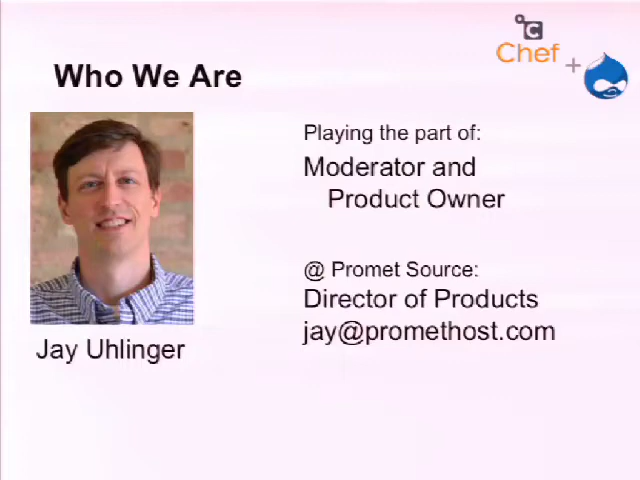 Chef
+
Who We Are
Playing the part of:
Moderator and
Product Owner
@ Promet Source:
Director of Products
jay@promethost.com
Jay Uhlinger